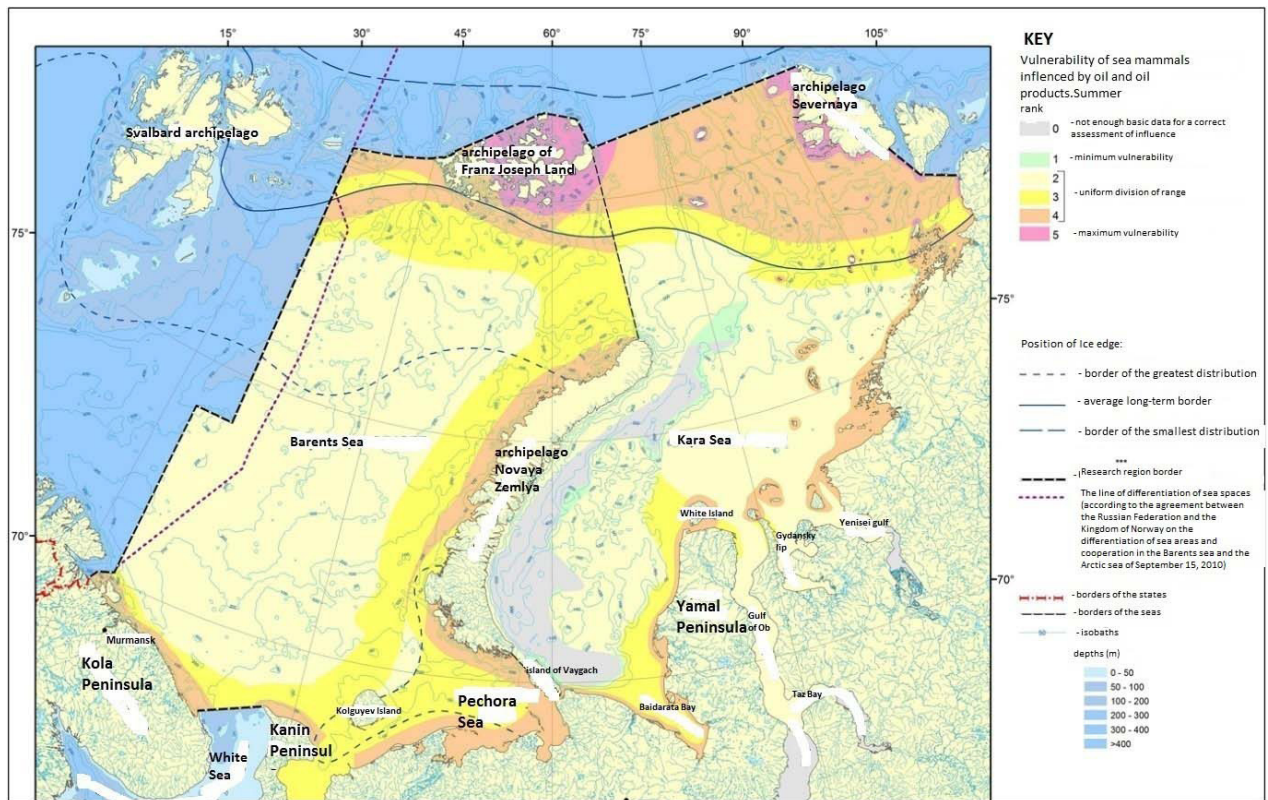 15° 30° 45° 60° 75° 90° 105°
75°
70°
75°
70°
Svalbard archipelago
archipelago of
Franz Joseph Land
archipelago
Severnaya
Barents Sea
archipelago
Novaya
Zemlya
Kara Sea
White Island
Gydansky
Yenisei gulf
Yamal
Peninsula
Gulf
of Ob
Taz Bay
Murmansk
Kola
Peninsula
Kolguyev Island
Pechora
Sea
island of Vaygach
Baidarata Bay
Kanin
Peninsul
White
Sea
KEY
Vulnerability of sea mammals
inflenced by oil and oil
products.Summer
rank
0 - not enough basic data for a correct
assessment of influence
1 - minimum vulnerability
2
3 - uniform division of range
4
5 - maximum vulnerability
Position of Ice edge:
- border of the greatest distribution
- average long-term border
- border of the smallest distribution
***
Research region border
The line of differentiation of sea spaces
(according to the agreement between
the Russian Federation and the
Kingdom of Norway on the
differentiation of sea areas and
cooperation in the Barents sea and the
Arctic sea of September 15, 2010)
- borders of the states
- borders of the seas
50 - isobaths
depths (m)
0 - 50
50 - 100
100 - 200
200 - 300
300 - 400
>400